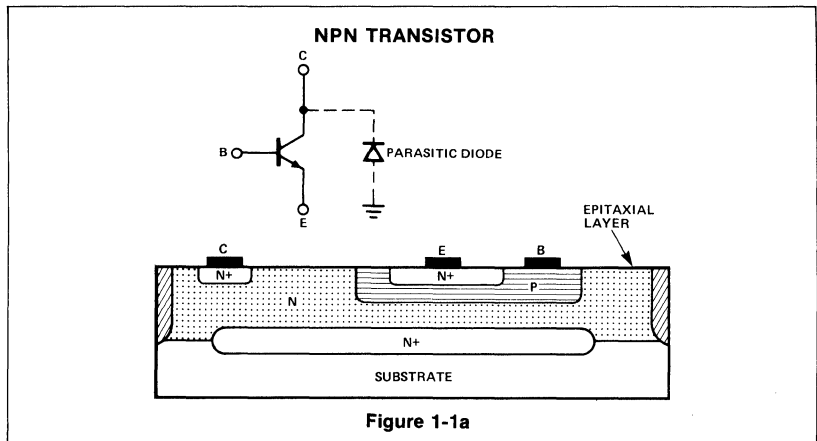 NPN TRANSISTOR
C
B
PARASITIC DIODE
E
EPITAXIAL
LAYER
C
E
B
N+
N+
P
N
N+
SUBSTRATE
Figure 1-1a